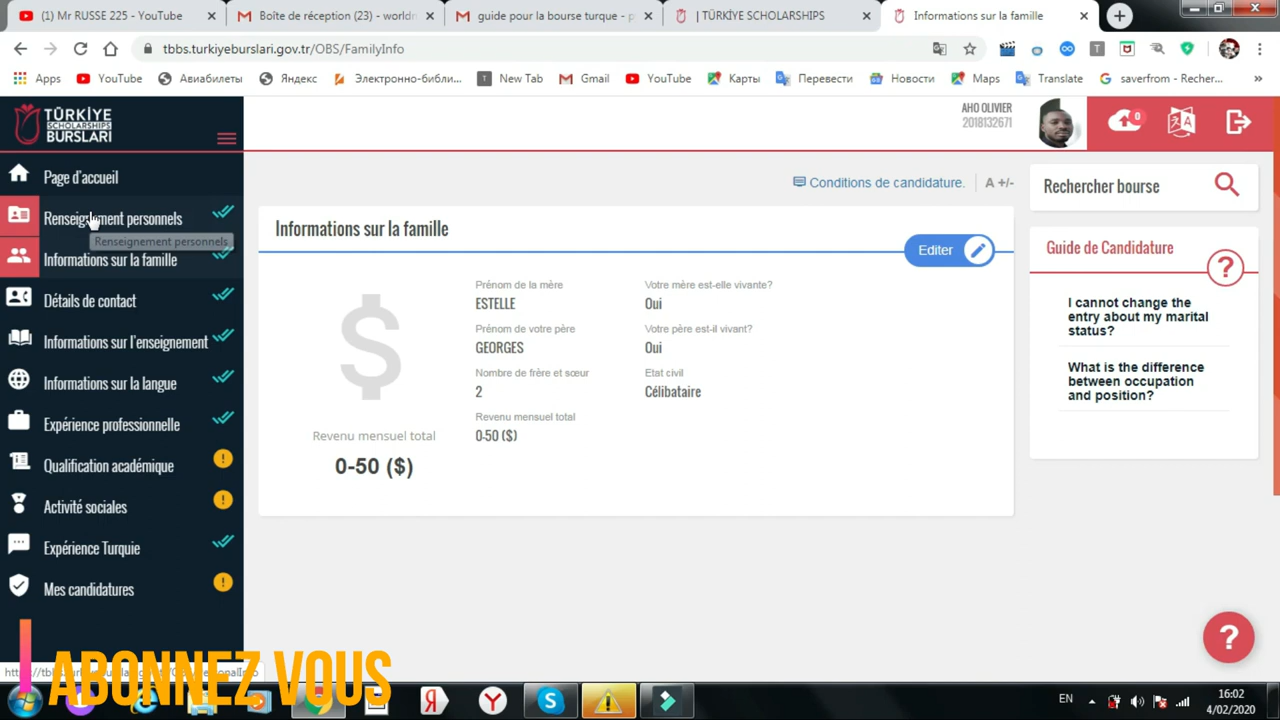 (1) Mr RUSSE 225 - YouTube
Boîte de réception (23) - worldn
guide pour la bourse turque - p
| TÜRKİYE SCHOLARSHIPS
Informations sur la famille
tbbs.turkiyeburslari.gov.tr/OBS/FamilyInfo
Apps
YouTube
Авиабилеты
Яндекс
Электронно-библи...
New Tab
Gmail
YouTube
Карты
Перевести
Новости
Maps
Translate
saverfrom - Recher...
»
TÜRKİYE
SCHOLARSHIPS
BURSLARI
AHO OLIVIER
2018132671
0
Page d'accueil
Renseignement personnels
Renseignement personnels
Informations sur la famille
Détails de contact
Informations sur l'enseignement
Informations sur la langue
Expérience professionnelle
Qualification académique
Activité sociales
Expérience Turquie
Mes candidatures
Conditions de candidature.
A +/-
Informations sur la famille
Editer
$
Revenu mensuel total
0-50 ($)
Prénom de la mère
ESTELLE
Prénom de votre père
GEORGES
Nombre de frère et sœur
2
Revenu mensuel total
0-50 ($)
Votre mère est-elle vivante?
Oui
Votre père est-il vivant?
Oui
Etat civil
Célibataire
Rechercher bourse
Guide de Candidature
?
I cannot change the
entry about my marital
status?
What is the difference
between occupation
and position?
?
ABONNEZ VOUS
EN
16:02
4/02/2020